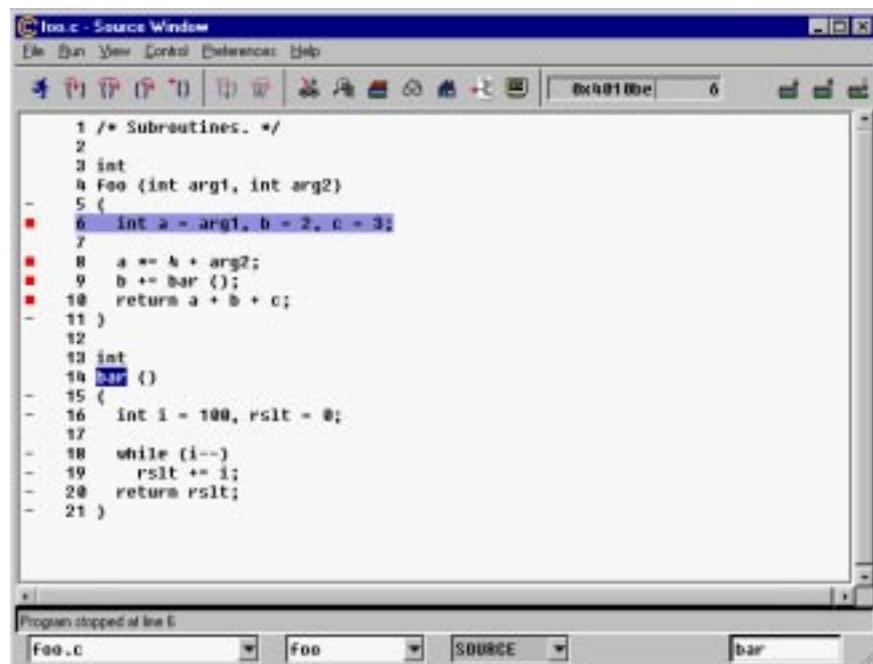 foo.c - Source Window
File Run View Control Preferences Help
0x4010be 6
1 /* Subroutines. */
2
3 int
4 foo (int arg1, int arg2)
- 5 {
6 int a = arg1, b = 2, c = 3;
7
8 a *= 4 + arg2;
9 b += bar ();
10 return a + b + c;
- 11 }
12
13 int
14 bar ()
- 15 {
- 16 int i = 100, rslt = 0;
17
- 18 while (i--)
- 19 rslt += i;
- 20 return rslt;
- 21 }
Program stopped at line 6
foo.c foo SOURCE bar